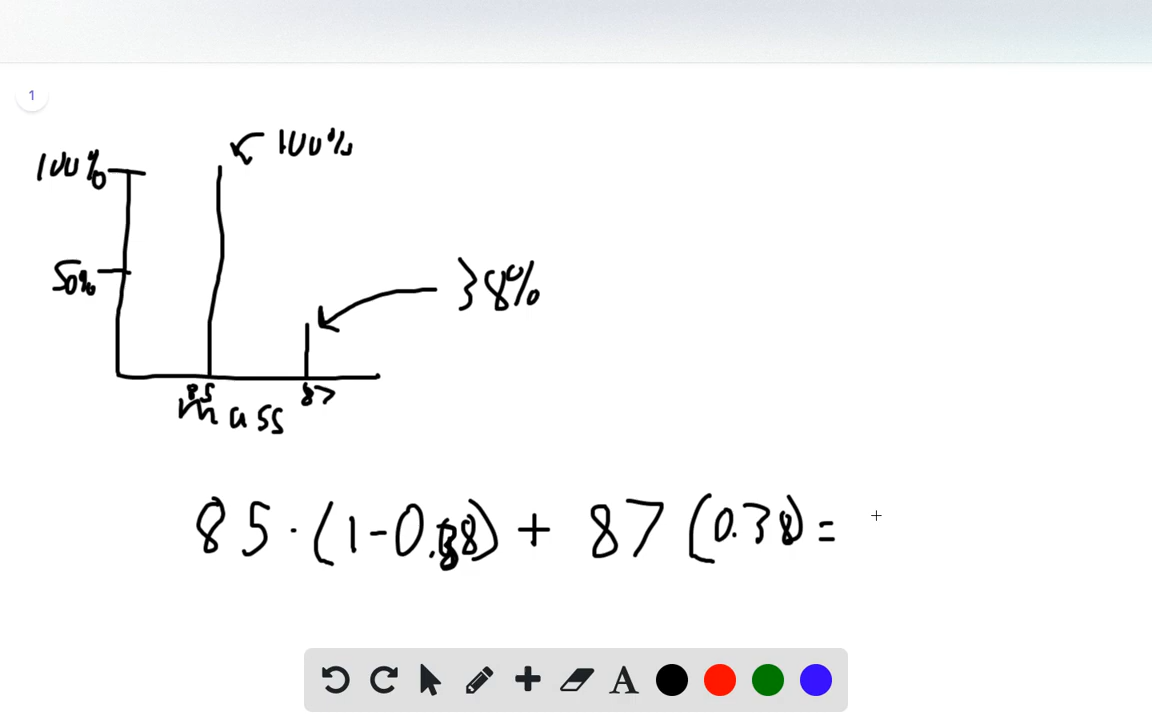 1
100%
100%
50%
38%
85
87
mass
85 · (1-0.38) + 87 (0.38) =
A